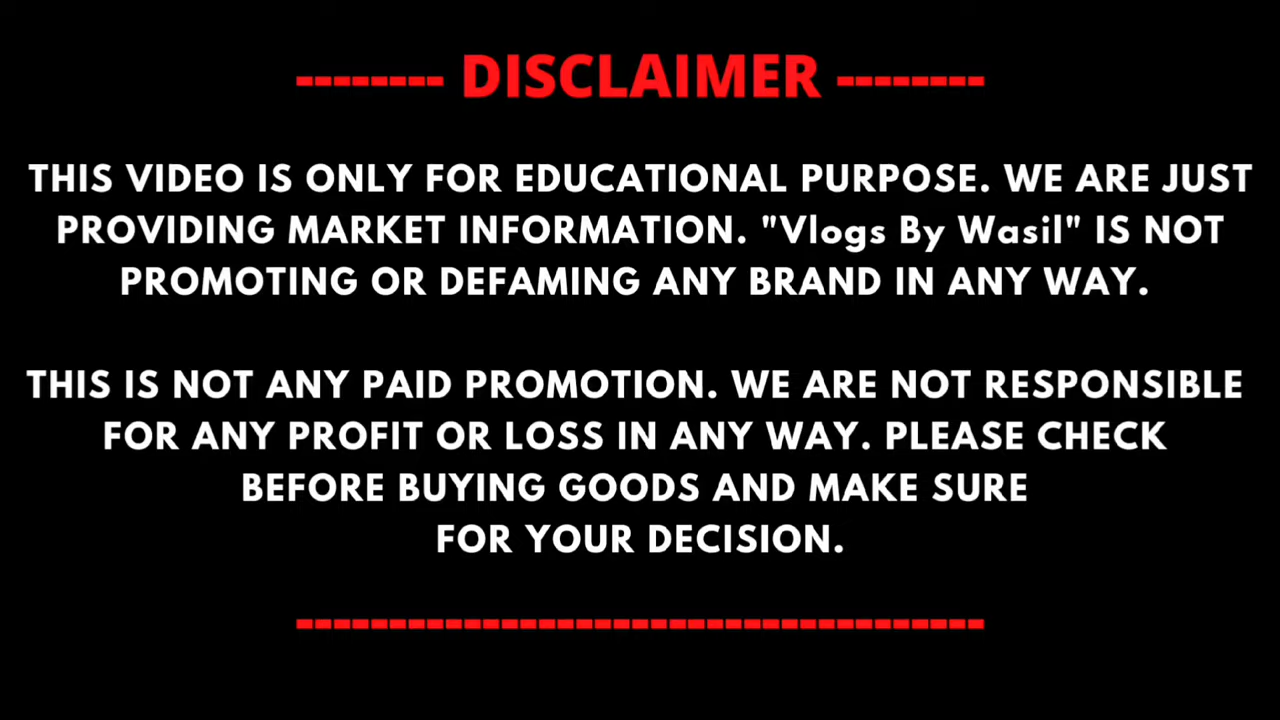 -------- DISCLAIMER --------
THIS VIDEO IS ONLY FOR EDUCATIONAL PURPOSE. WE ARE JUST
PROVIDING MARKET INFORMATION. "Vlogs By Wasil" IS NOT
PROMOTING OR DEFAMING ANY BRAND IN ANY WAY.
THIS IS NOT ANY PAID PROMOTION. WE ARE NOT RESPONSIBLE
FOR ANY PROFIT OR LOSS IN ANY WAY. PLEASE CHECK
BEFORE BUYING GOODS AND MAKE SURE
FOR YOUR DECISION.
-------------------------------------